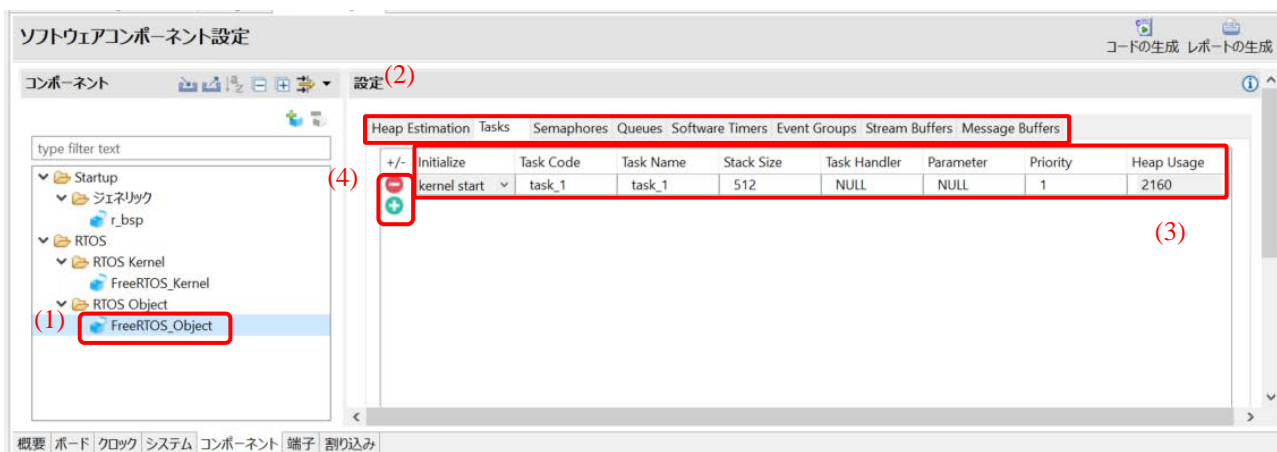 ソフトウェアコンポーネント設定
コードの生成 レポートの生成
コンポーネント
設定
(2)
type filter text
Startup
ジェネリック
r_bsp
RTOS
RTOS Kernel
FreeRTOS_Kernel
RTOS Object
(1)
FreeRTOS_Object
Heap Estimation Tasks Semaphores Queues Software Timers Event Groups Stream Buffers Message Buffers
+/- Initialize Task Code Task Name Stack Size Task Handler Parameter Priority Heap Usage
(4)
kernel start task_1 task_1 512 NULL NULL 1 2160
(3)
概要 ボード クロック システム コンポーネント 端子 割り込み